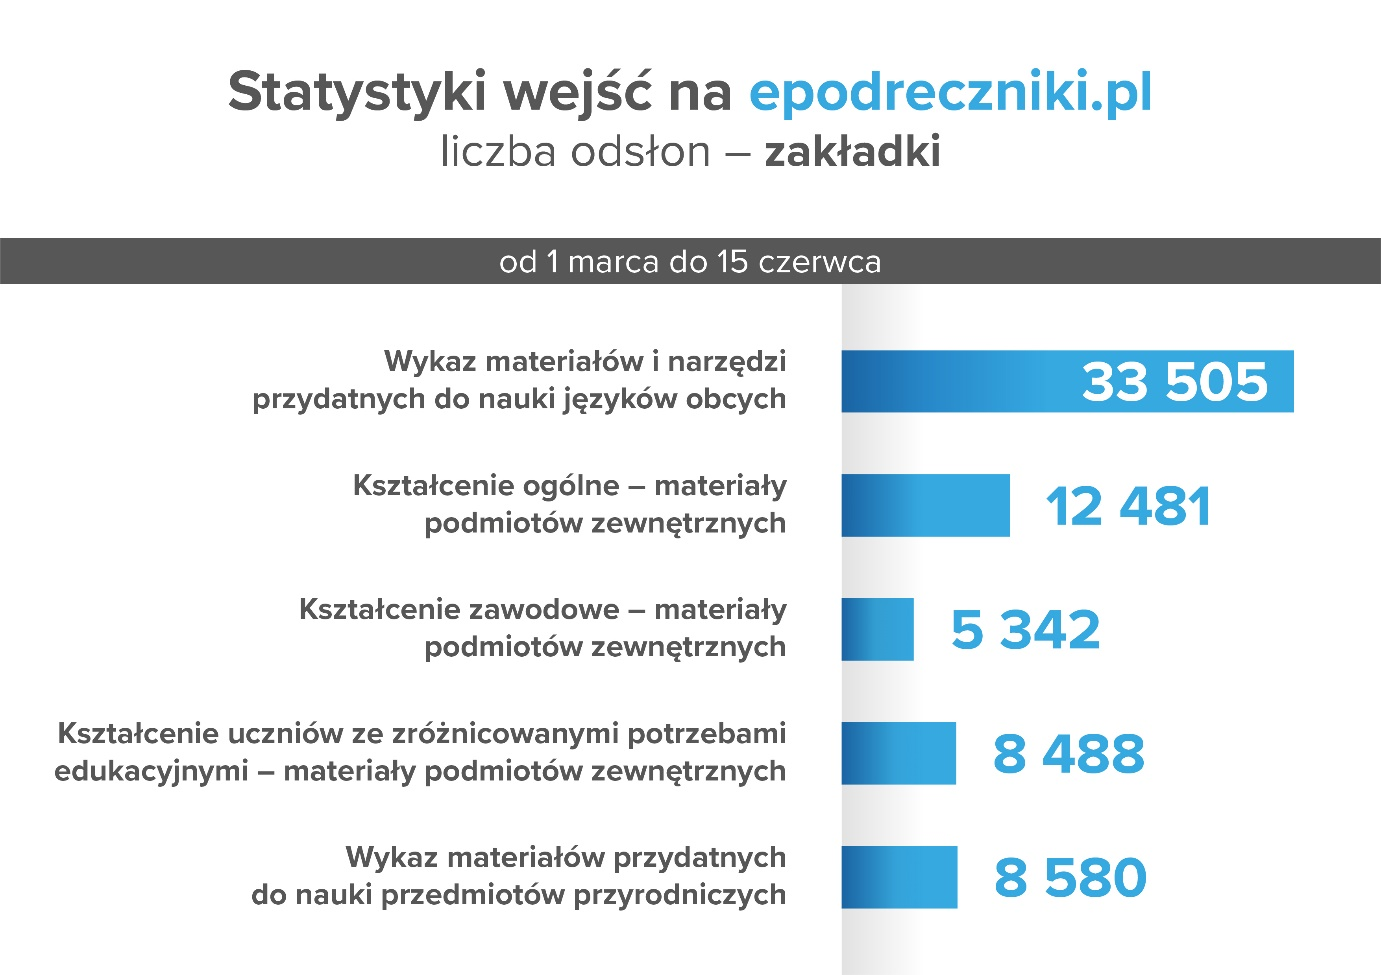 Statystyki wejść na epodreczniki.pl
liczba odsłon – zakładki
od 1 marca do 15 czerwca
Wykaz materiałów i narzędzi
przydatnych do nauki języków obcych
33 505
Kształcenie ogólne – materiały
podmiotów zewnętrznych
12 481
Kształcenie zawodowe – materiały
podmiotów zewnętrznych
5 342
Kształcenie uczniów ze zróżnicowanymi potrzebami
edukacyjnymi – materiały podmiotów zewnętrznych
8 488
Wykaz materiałów przydatnych
do nauki przedmiotów przyrodniczych
8 580